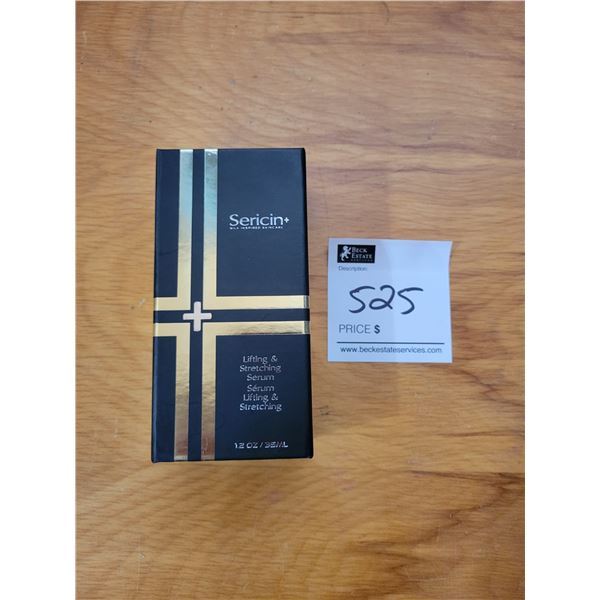 Sericin+
SILK INSPIRED SKINCARE
Lifting &
Stretching
Serum
Sérum
Lifting &
Stretching
1.2 OZ / 35ML
BECK
ESTATE
SERVICES
Description:
525
PRICE $
www.beckestateservices.com